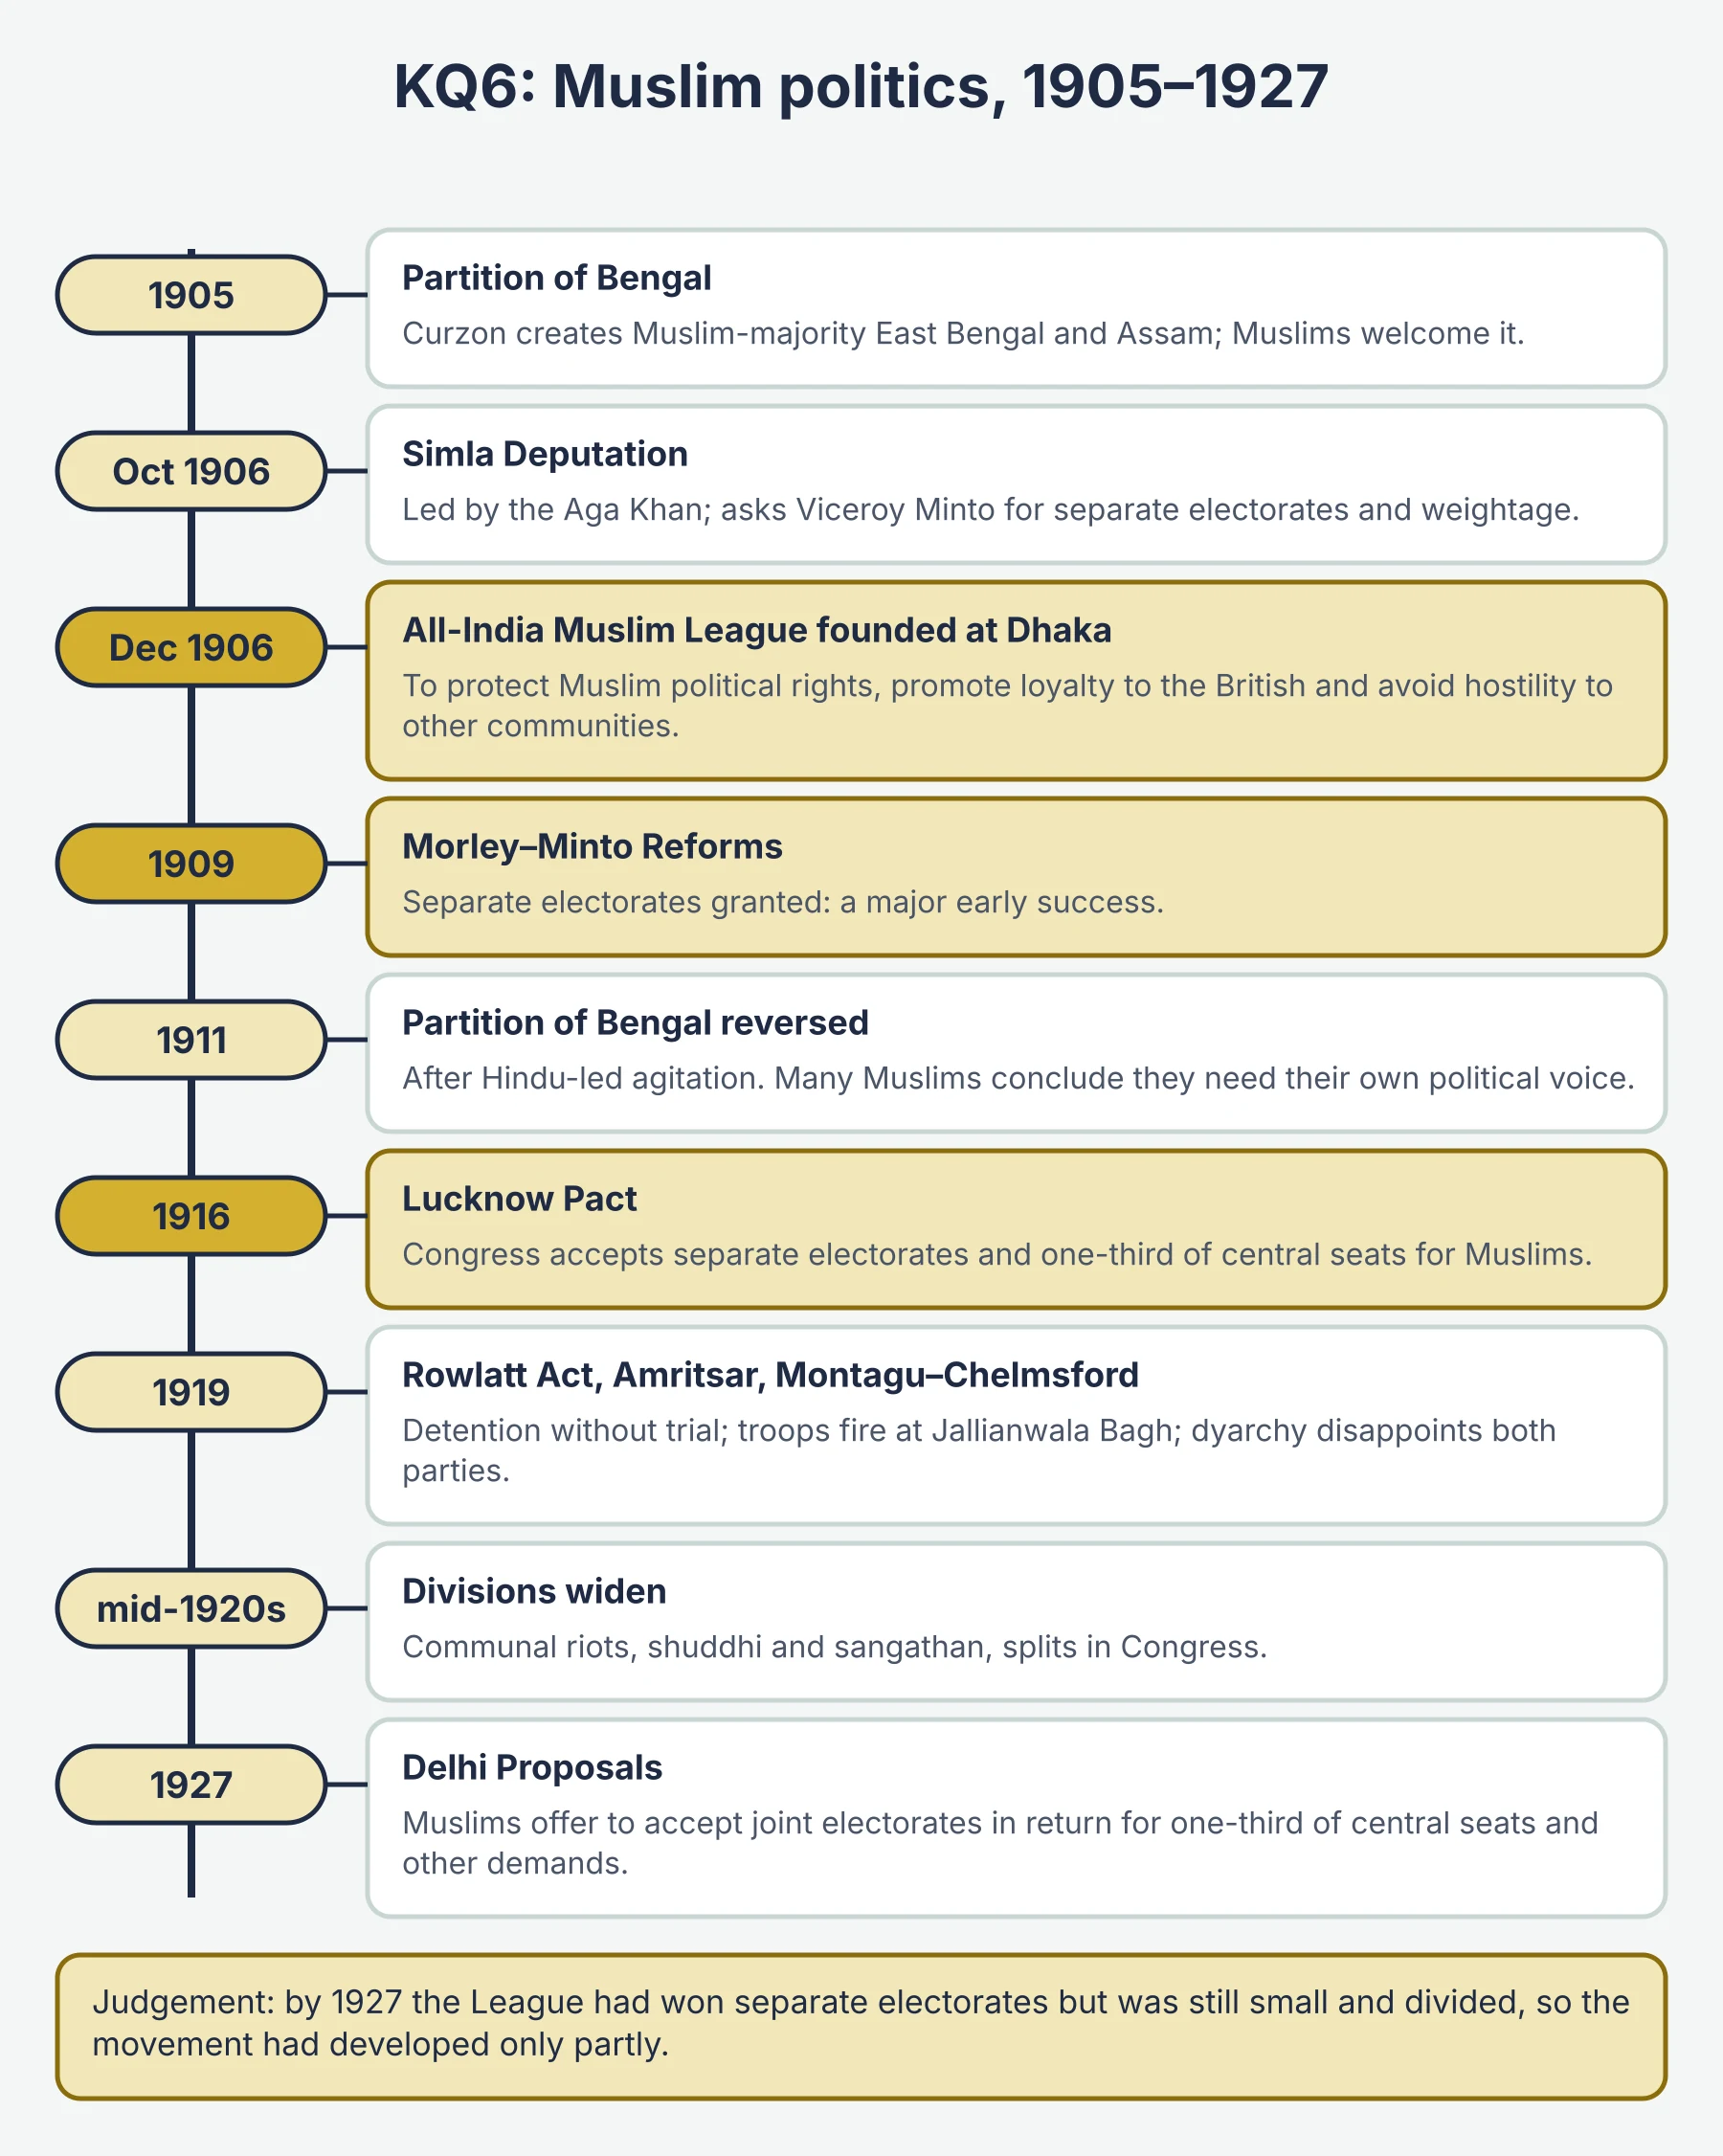 KQ6: Muslim politics, 1905–1927
1905
Partition of Bengal
Curzon creates Muslim-majority East Bengal and Assam; Muslims welcome it.
Oct 1906
Simla Deputation
Led by the Aga Khan; asks Viceroy Minto for separate electorates and weightage.
Dec 1906
All-India Muslim League founded at Dhaka
To protect Muslim political rights, promote loyalty to the British and avoid hostility to
other communities.
1909
Morley–Minto Reforms
Separate electorates granted: a major early success.
1911
Partition of Bengal reversed
After Hindu-led agitation. Many Muslims conclude they need their own political voice.
1916
Lucknow Pact
Congress accepts separate electorates and one-third of central seats for Muslims.
1919
Rowlatt Act, Amritsar, Montagu–Chelmsford
Detention without trial; troops fire at Jallianwala Bagh; dyarchy disappoints both
parties.
mid-1920s
Divisions widen
Communal riots, shuddhi and sangathan, splits in Congress.
1927
Delhi Proposals
Muslims offer to accept joint electorates in return for one-third of central seats and
other demands.
Judgement: by 1927 the League had won separate electorates but was still small and divided, so the
movement had developed only partly.